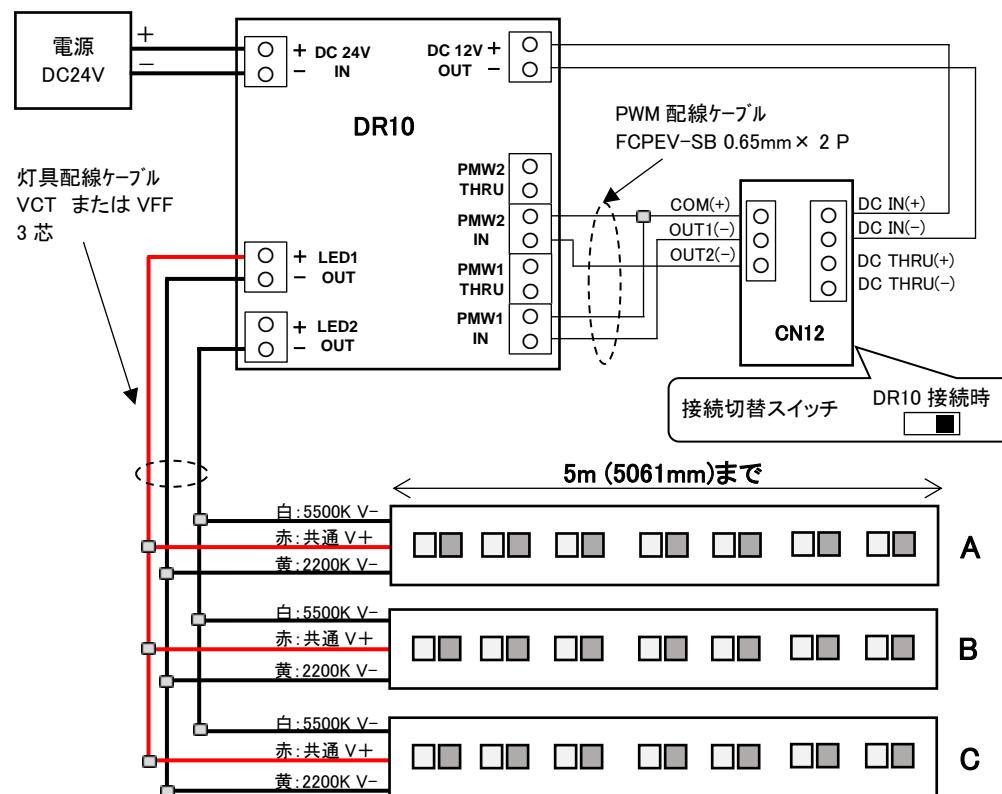 電源
DC24V
+
−
+ DC 24V
− IN
DC 12V +
OUT -
DR10
PWM 配線ケーブル
FCPEV-SB 0.65mm× 2 P
灯具配線ケーブル
VCT または VFF
3 芯
PMW2
THRU
PMW2
IN
PMW1
THRU
PMW1
IN
+ LED1
− OUT
+ LED2
− OUT
COM(+)
OUT1(-)
OUT2(-)
DC IN(+)
DC IN(-)
DC THRU(+)
DC THRU(-)
CN12
接続切替スイッチ
DR10 接続時
5m (5061mm)まで
白:5500K V-
赤:共通 V+
黄:2200K V-
A
白:5500K V-
赤:共通 V+
黄:2200K V-
B
白:5500K V-
赤:共通 V+
黄:2200K V-
C